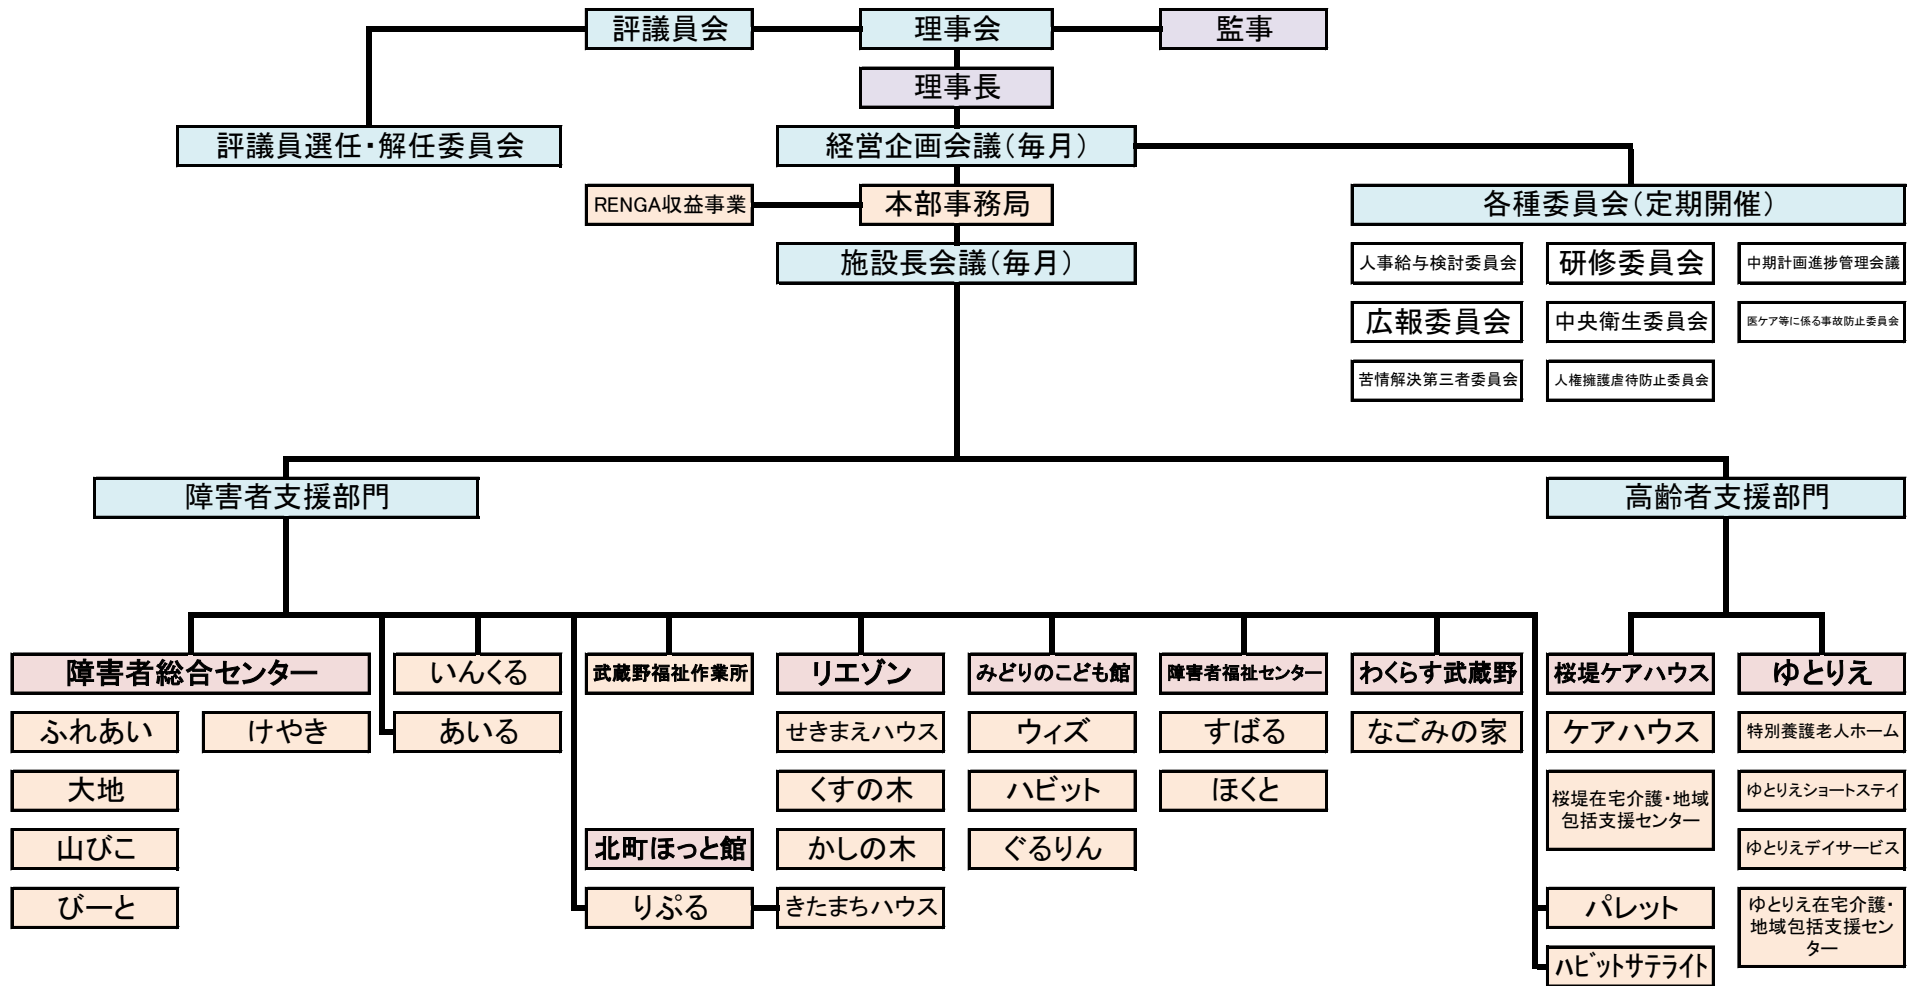 評議員会
理事会
監事
理事長
評議員選任・解任委員会
経営企画会議(毎月)
RENGA収益事業
本部事務局
各種委員会(定期開催)
施設長会議(毎月)
人事給与検討委員会
研修委員会
中期計画進捗管理会議
広報委員会
中央衛生委員会
医ケア等に係る事故防止委員会
苦情解決第三者委員会
人権擁護虐待防止委員会
障害者支援部門
高齢者支援部門
障害者総合センター
いんくる
武蔵野福祉作業所
リエゾン
みどりのこども館
障害者福祉センター
わくらす武蔵野
桜堤ケアハウス
ゆとりえ
ふれあい
けやき
あいる
せきまえハウス
ウィズ
すばる
なごみの家
ケアハウス
特別養護老人ホーム
大地
くすの木
ハビット
ほくと
桜堤在宅介護・地域
包括支援センター
ゆとりえショートステイ
山びこ
北町ほっと館
かしの木
ぐるりん
ゆとりえデイサービス
びーと
りぷる
きたまちハウス
パレット
ゆとりえ在宅介護・
地域包括支援セン
ター
ハビットサテライト